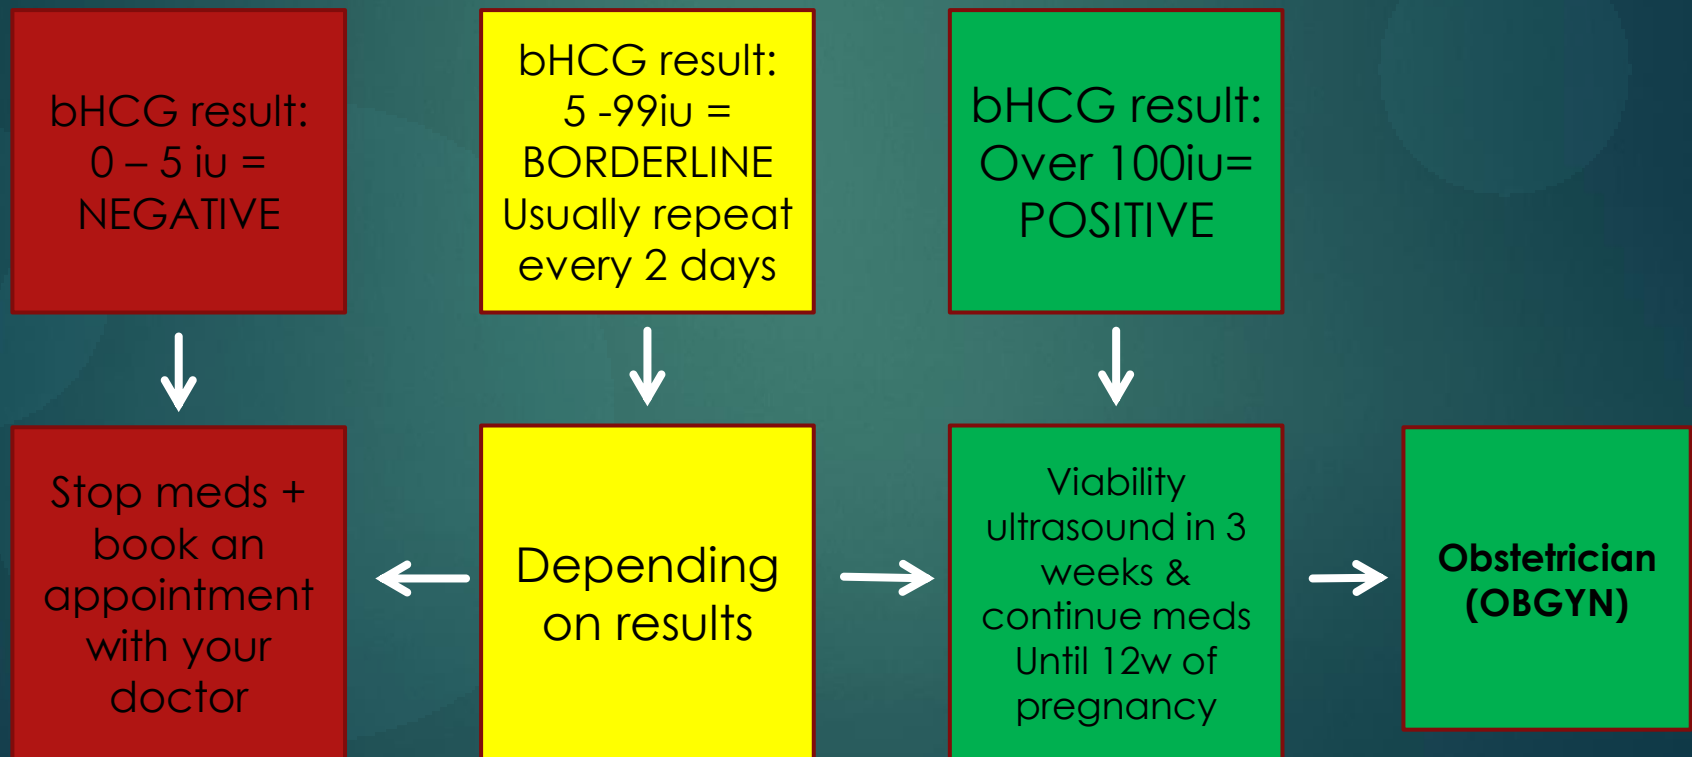 bHCG result:
0 – 5 iu =
NEGATIVE
bHCG result:
5 -99iu =
BORDERLINE
Usually repeat
every 2 days
bHCG result:
Over 100iu=
POSITIVE
Stop meds +
book an
appointment
with your
doctor
Depending
on results
Viability
ultrasound in 3
weeks &
continue meds
Until 12w of
pregnancy
Obstetrician
(OBGYN)